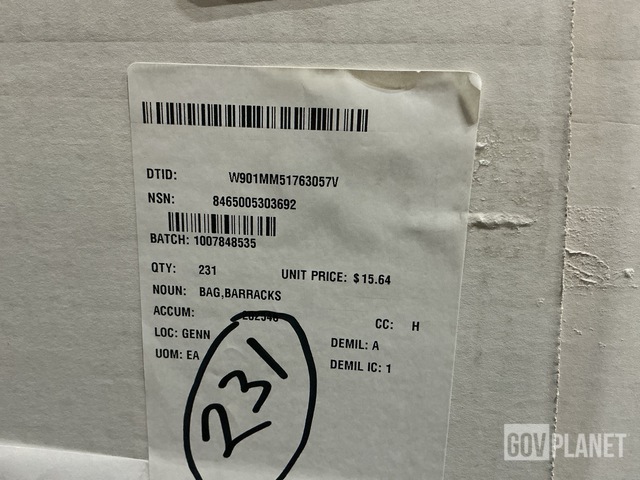 DTID: W901MM51763057V
NSN: 8465005303692
BATCH: 1007848535
QTY: 231 UNIT PRICE: $15.64
NOUN: BAG,BARRACKS
ACCUM: CC: H
LOC: GENN DEMIL: A
UOM: EA DEMIL IC: 1
231
GOVPLANET